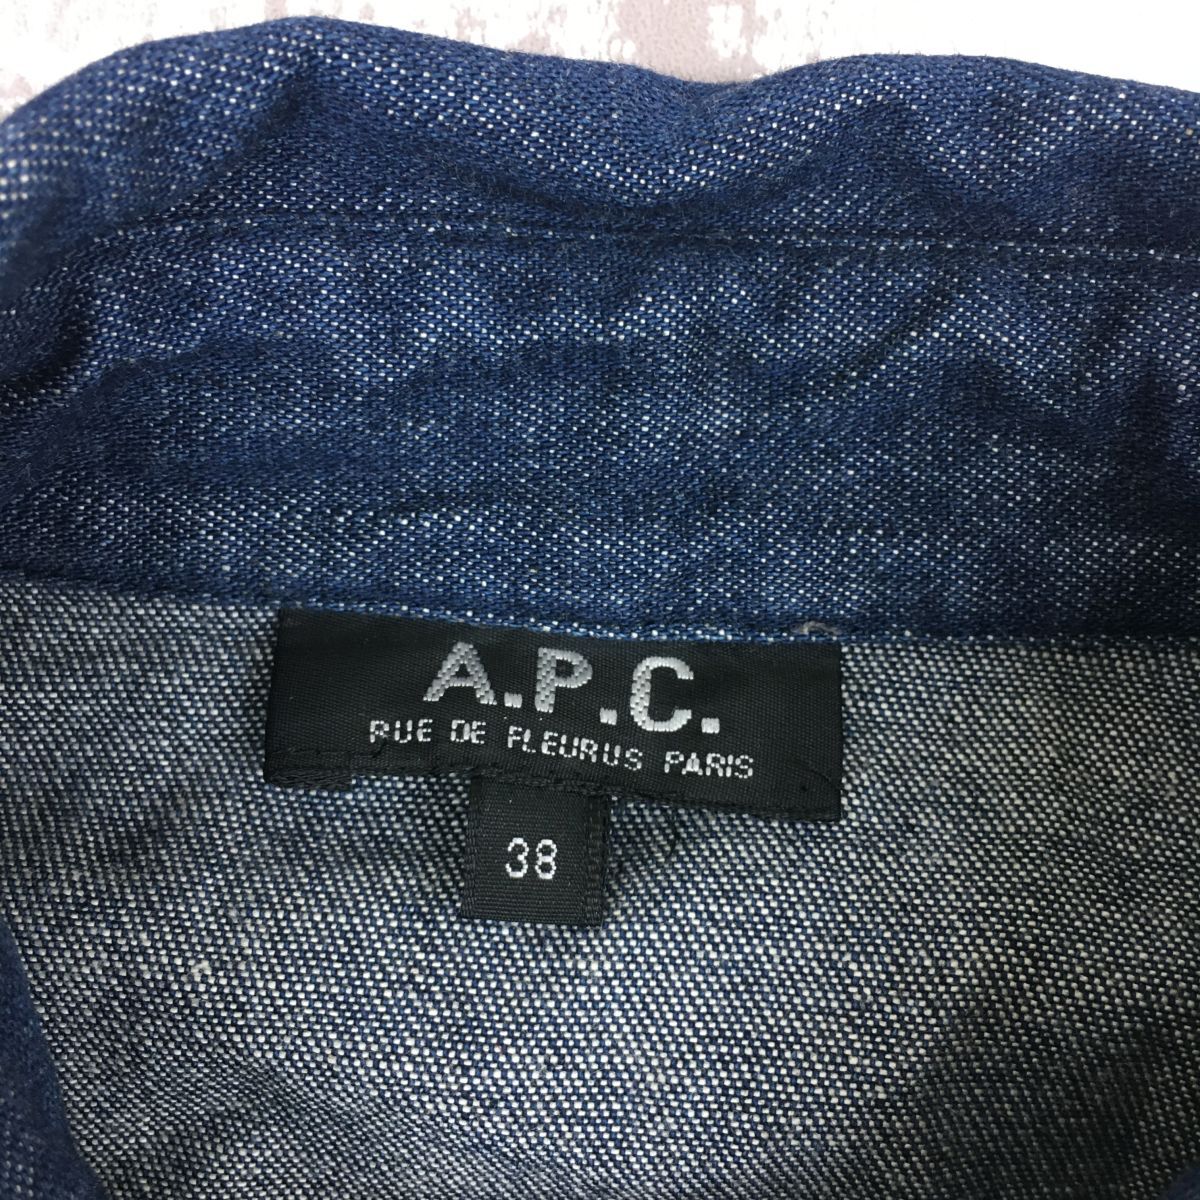 A.P.C.
RUE DE FLEURUS PARIS
38